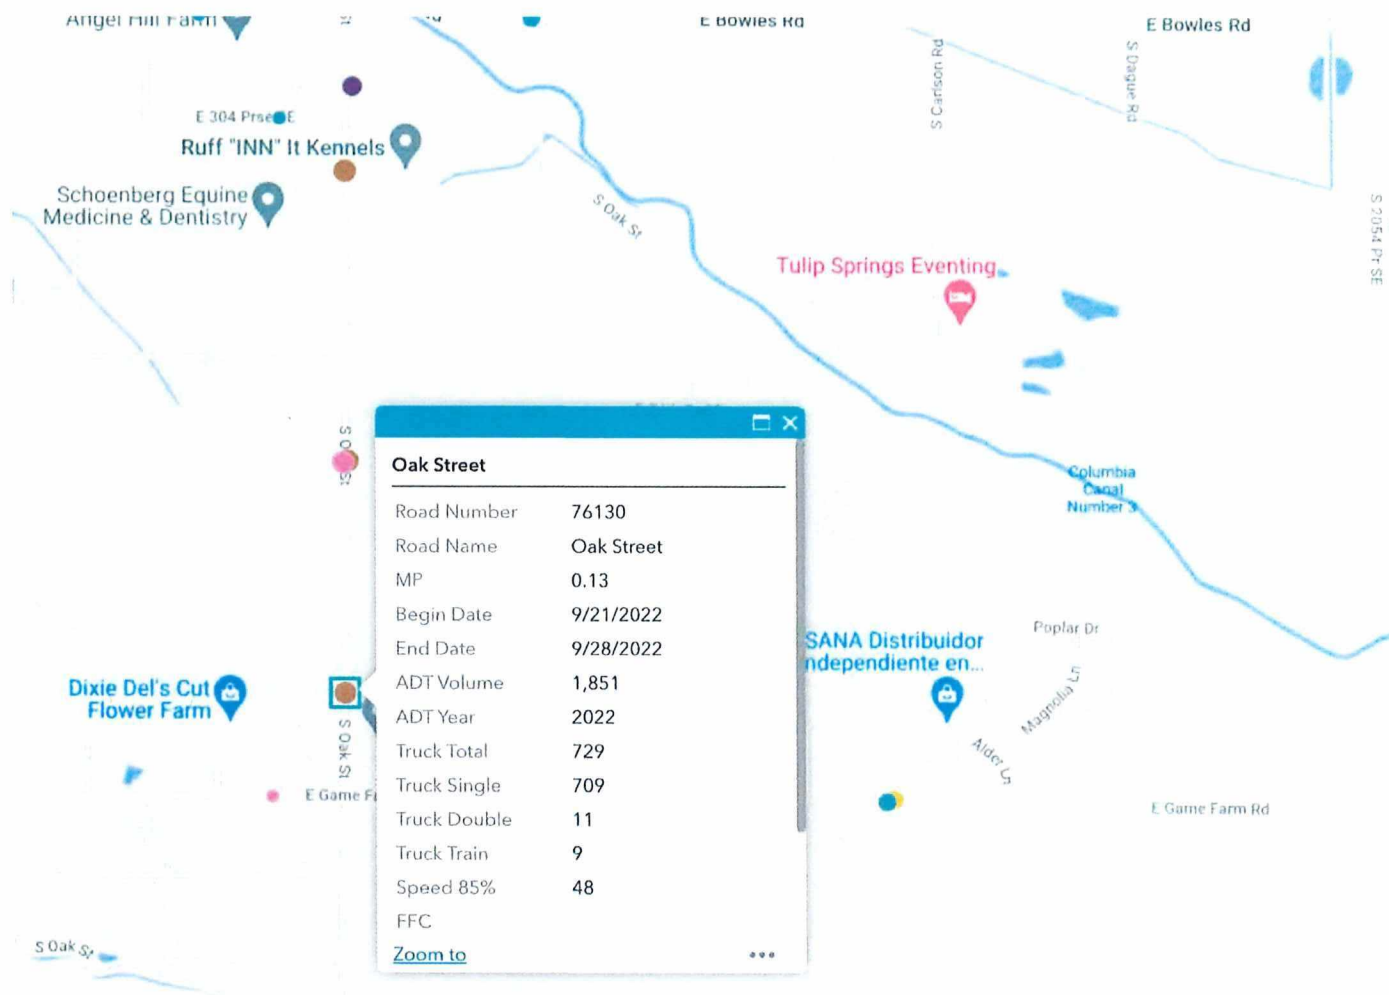 Angel Hill Farm
E Bowles Rd
E Bowles Rd
S Carlson Rd
S Dague Rd
E 304 Prse E
Ruff "INN" It Kennels
Schoenberg Equine
Medicine & Dentistry
S Oak St
S 2054 Pr SE
Tulip Springs Eventing
S O
St
Oak Street
Road Number 76130
Road Name Oak Street
MP 0.13
Begin Date 9/21/2022
End Date 9/28/2022
ADT Volume 1,851
ADT Year 2022
Truck Total 729
Truck Single 709
Truck Double 11
Truck Train 9
Speed 85% 48
FFC
Zoom to
Columbia
Canal
Number 3
Poplar Dr
SANA Distribuidor
ndependiente en...
Magnolia Ln
Alder Ln
Dixie Del's Cut
Flower Farm
S Oak St
E Game F
E Game Farm Rd
S Oak St